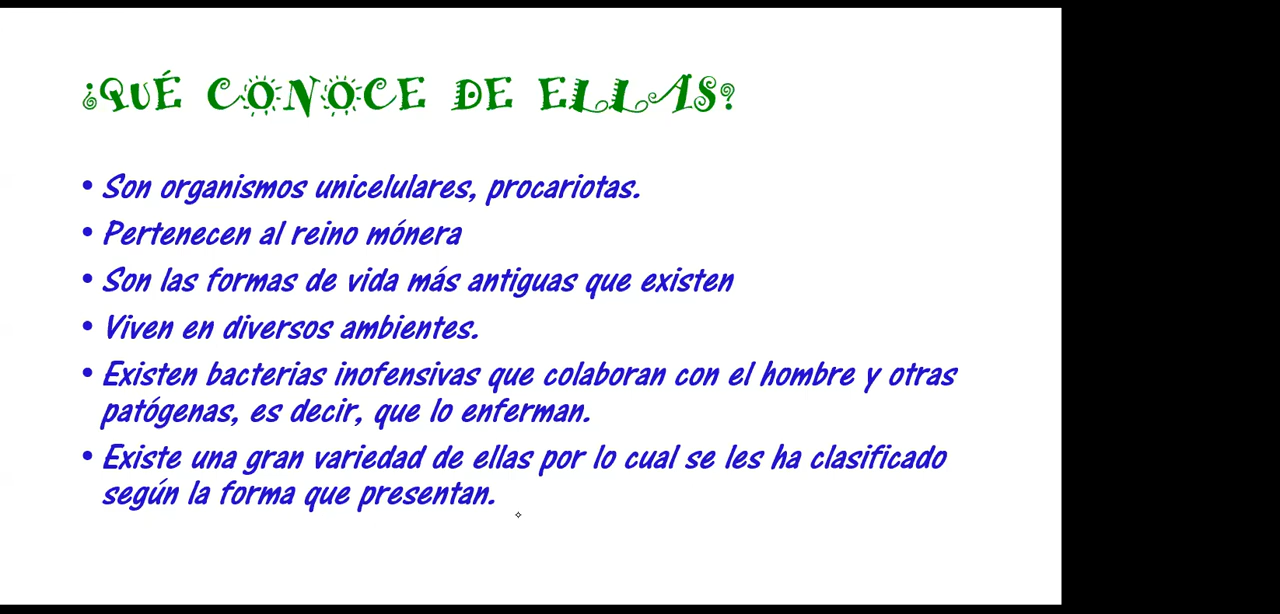 ¿QUÉ CONOCE DE ELLAS?
• Son organismos unicelulares, procariotas.
• Pertenecen al reino mónera
• Son las formas de vida más antiguas que existen
• Viven en diversos ambientes.
• Existen bacterias inofensivas que colaboran con el hombre y otras
patógenas, es decir, que lo enferman.
• Existe una gran variedad de ellas por lo cual se les ha clasificado
según la forma que presentan.